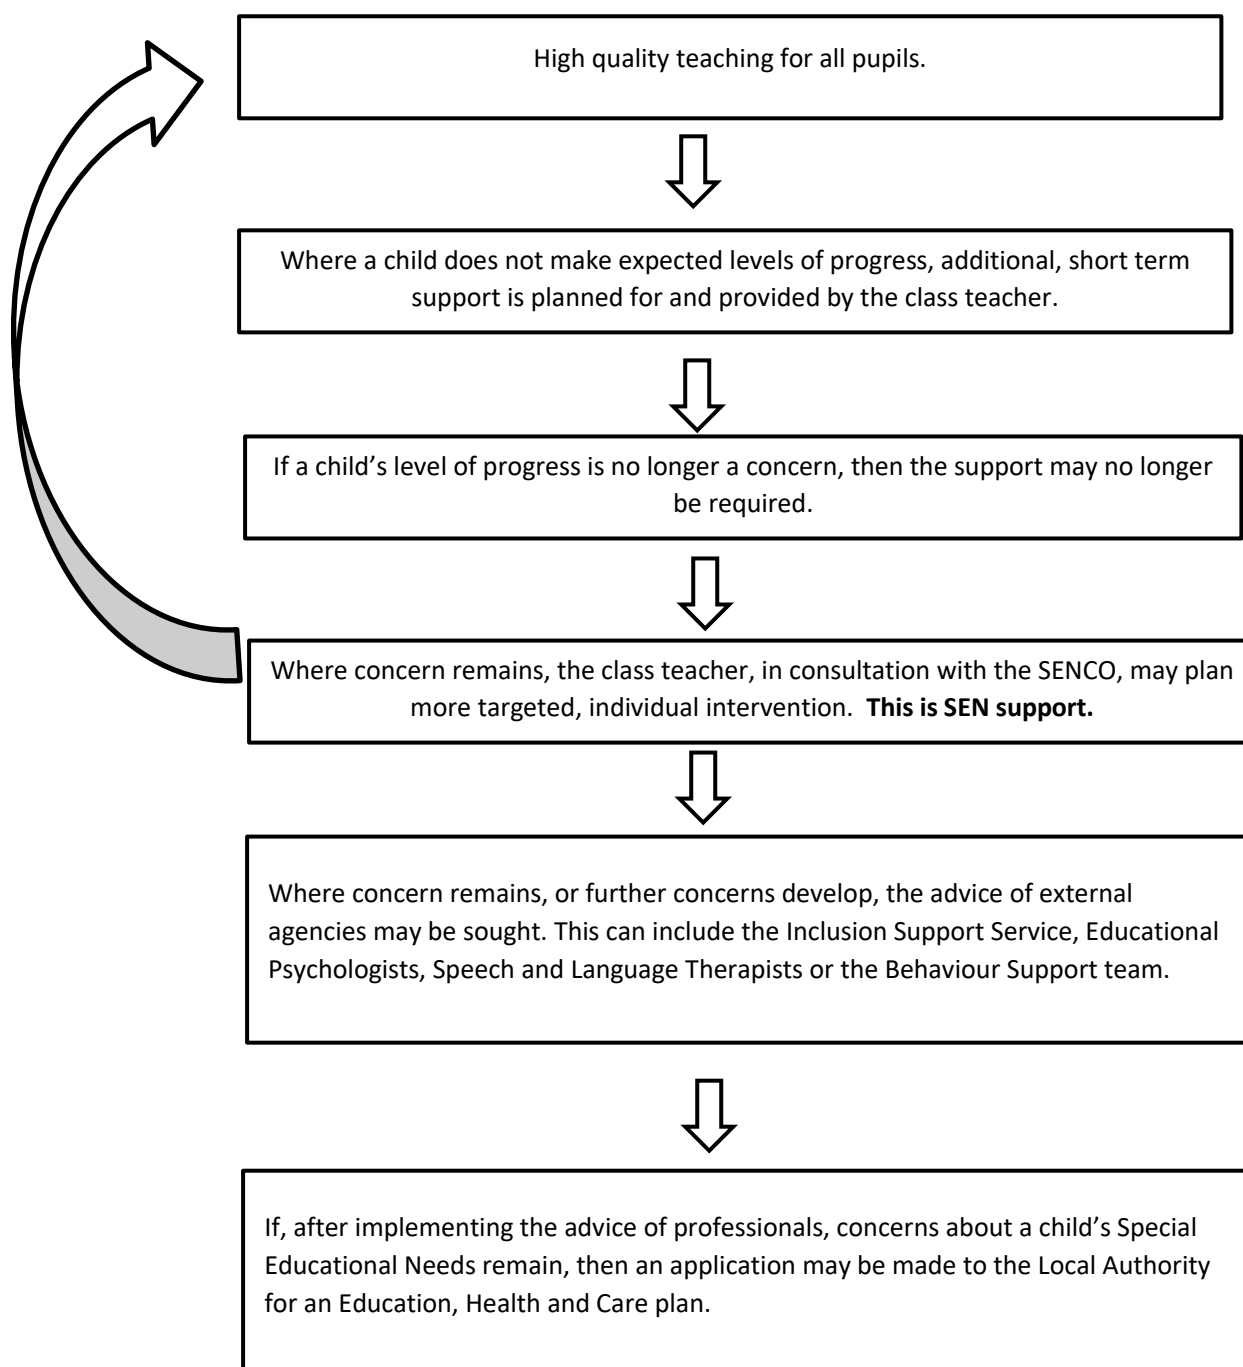 High quality teaching for all pupils.
Where a child does not make expected levels of progress, additional, short term
support is planned for and provided by the class teacher.
If a child’s level of progress is no longer a concern, then the support may no longer
be required.
Where concern remains, the class teacher, in consultation with the SENCO, may plan
more targeted, individual intervention.  This is SEN support.
Where concern remains, or further concerns develop, the advice of external
agencies may be sought. This can include the Inclusion Support Service, Educational
Psychologists, Speech and Language Therapists or the Behaviour Support team.
If, after implementing the advice of professionals, concerns about a child’s Special
Educational Needs remain, then an application may be made to the Local Authority
for an Education, Health and Care plan.